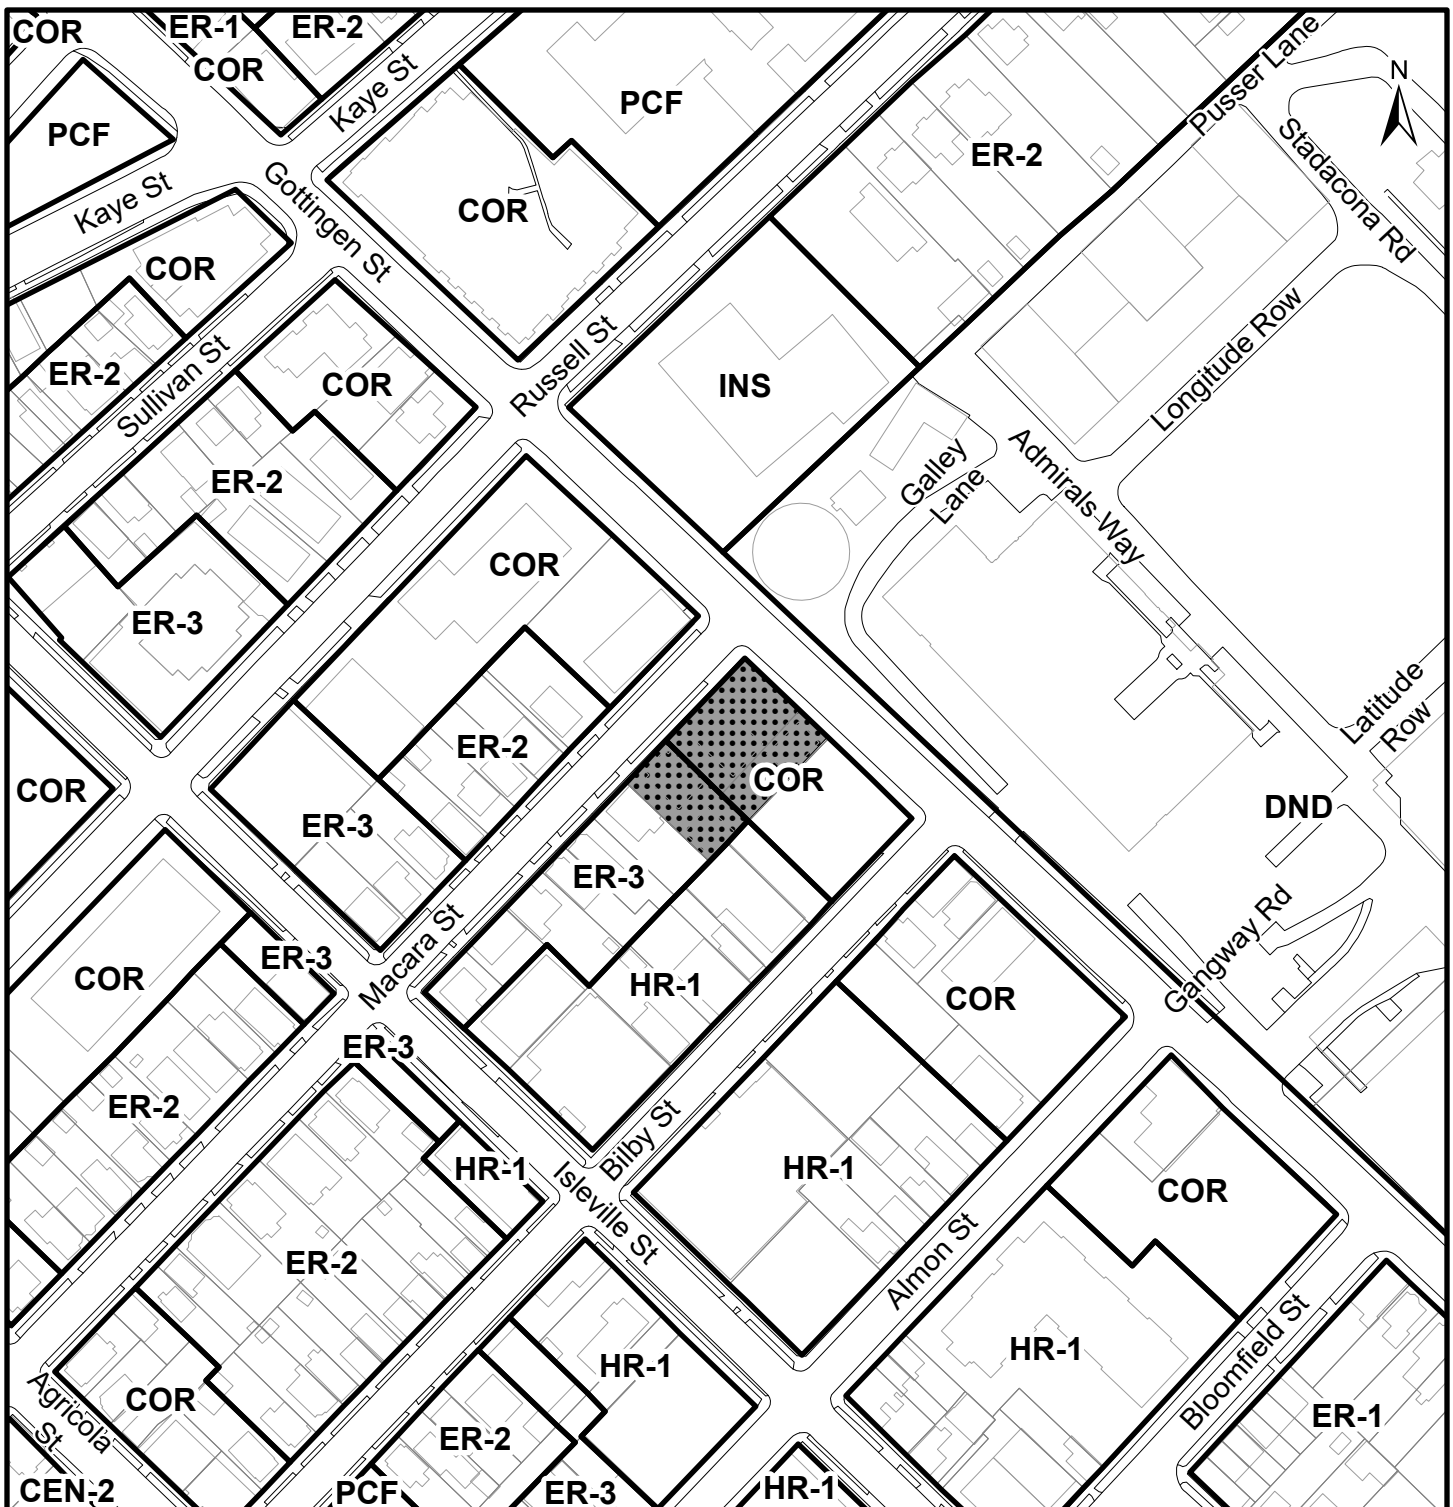 COR
ER-1
ER-2
COR
Kaye St
PCF
Pusser Lane
N
PCF
ER-2
Stadacona Rd
Kaye St
Gottingen St
COR
COR
ER-2
Sullivan St
COR
Russell St
INS
Longitude Row
ER-2
Galley
Lane
Admirals Way
COR
ER-3
Latitude
Row
ER-2
COR
COR
DND
ER-3
ER-3
Macara St
ER-3
COR
HR-1
COR
Gangway Rd
ER-3
ER-2
Bilby St
HR-1
Isleville St
HR-1
COR
ER-2
Almon St
HR-1
HR-1
Bloomfield St
COR
Agricola
St
ER-2
ER-1
CEN-2
PCF
ER-3
HR-1